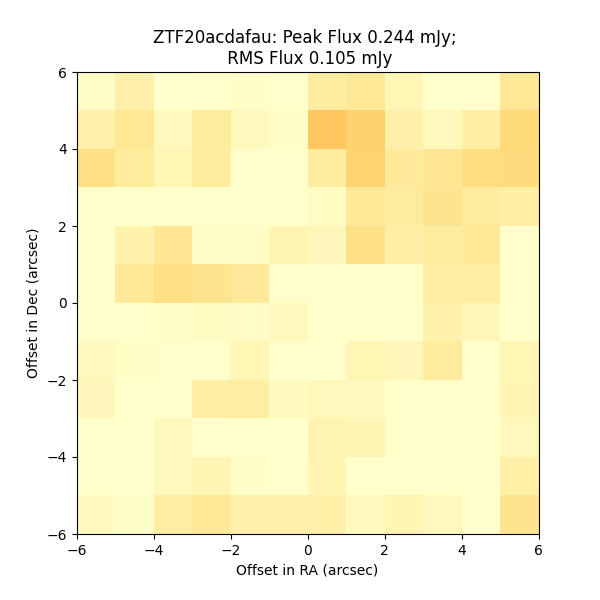 ZTF20acdafau: Peak Flux 0.244 mJy;
RMS Flux 0.105 mJy
6
4
2
0
−2
−4
−6
Offset in Dec (arcsec)
−6 −4 −2 0 2 4 6
Offset in RA (arcsec)